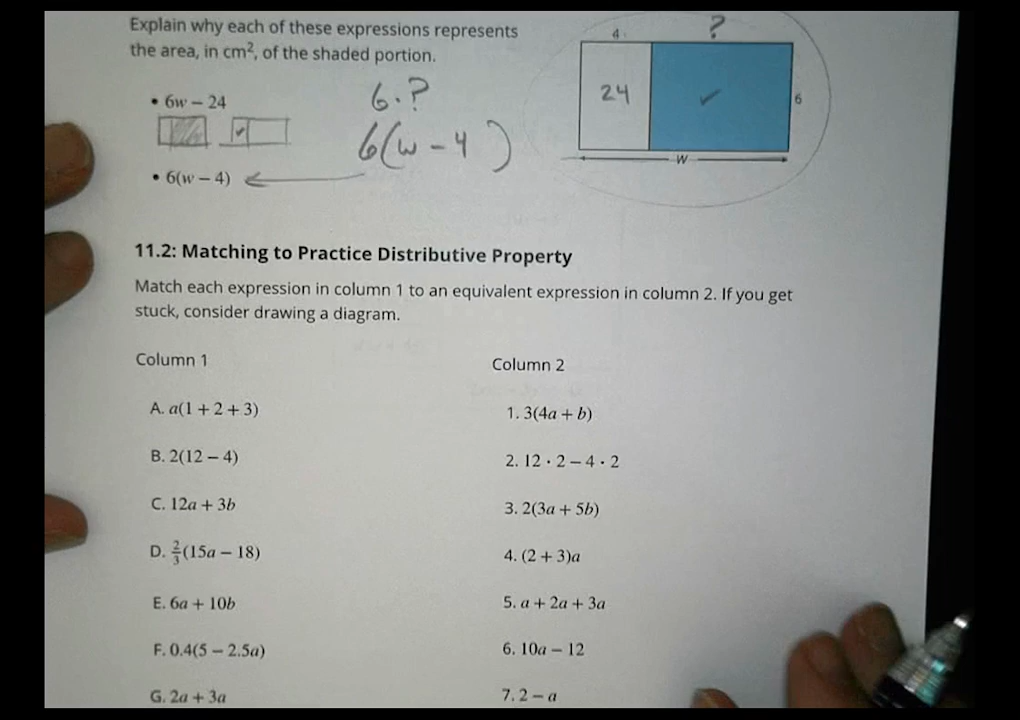 Explain why each of these expressions represents
the area, in cm², of the shaded portion.
• 6w – 24
6·?
6(w – 4)
• 6(w – 4)
?
4
24
✓
6
w
✓
11.2: Matching to Practice Distributive Property
Match each expression in column 1 to an equivalent expression in column 2. If you get
stuck, consider drawing a diagram.
Column 1
Column 2
A. a(1 + 2 + 3)
1. 3(4a + b)
B. 2(12 – 4)
2. 12 · 2 – 4 · 2
C. 12a + 3b
3. 2(3a + 5b)
D. 2/3(15a – 18)
4. (2 + 3)a
E. 6a + 10b
5. a + 2a + 3a
F. 0.4(5 – 2.5a)
6. 10a – 12
G. 2a + 3a
7. 2 – a